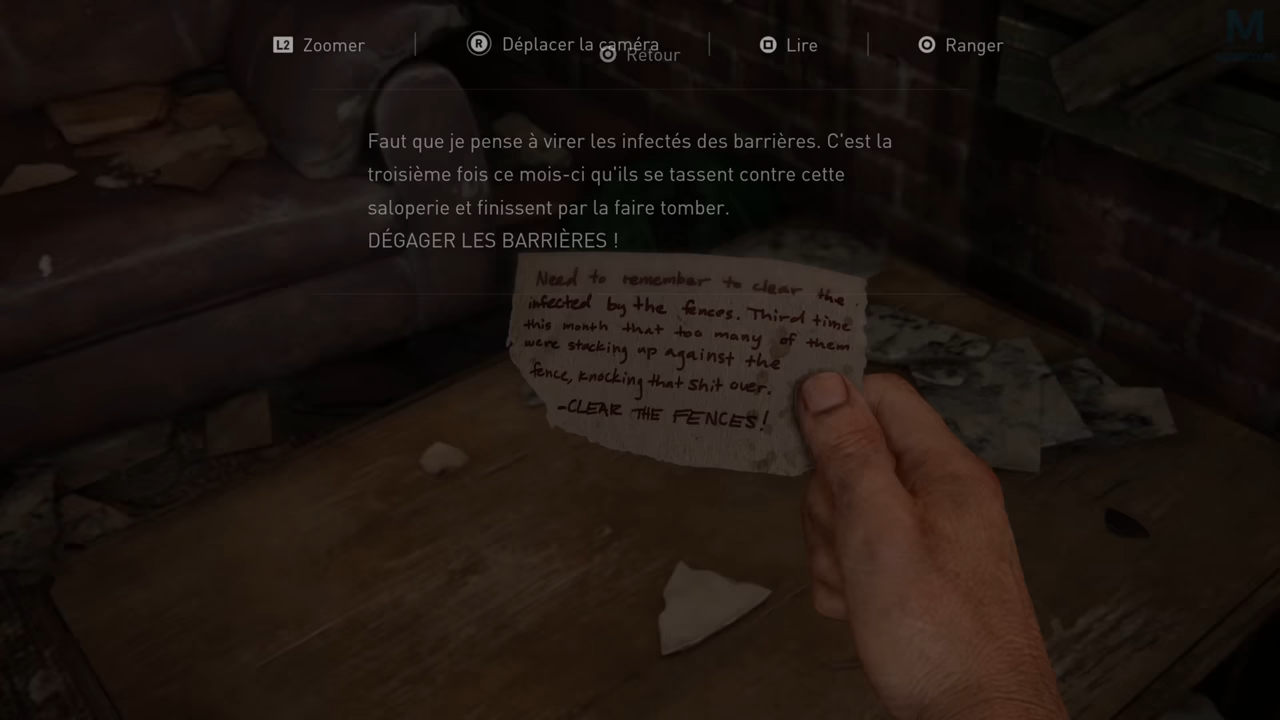 L2 Zoomer
R Déplacer la caméra
Lire
Ranger
Retour
Faut que je pense à virer les infectés des barrières. C'est la
troisième fois ce mois-ci qu'ils se tassent contre cette
saloperie et finissent par la faire tomber.
DÉGAGER LES BARRIÈRES !
Need to remember to clear the
infected by the fences. Third time
this month that too many of them
were stacking up against the
fence, knocking that shit over.
-CLEAR THE FENCES!
M